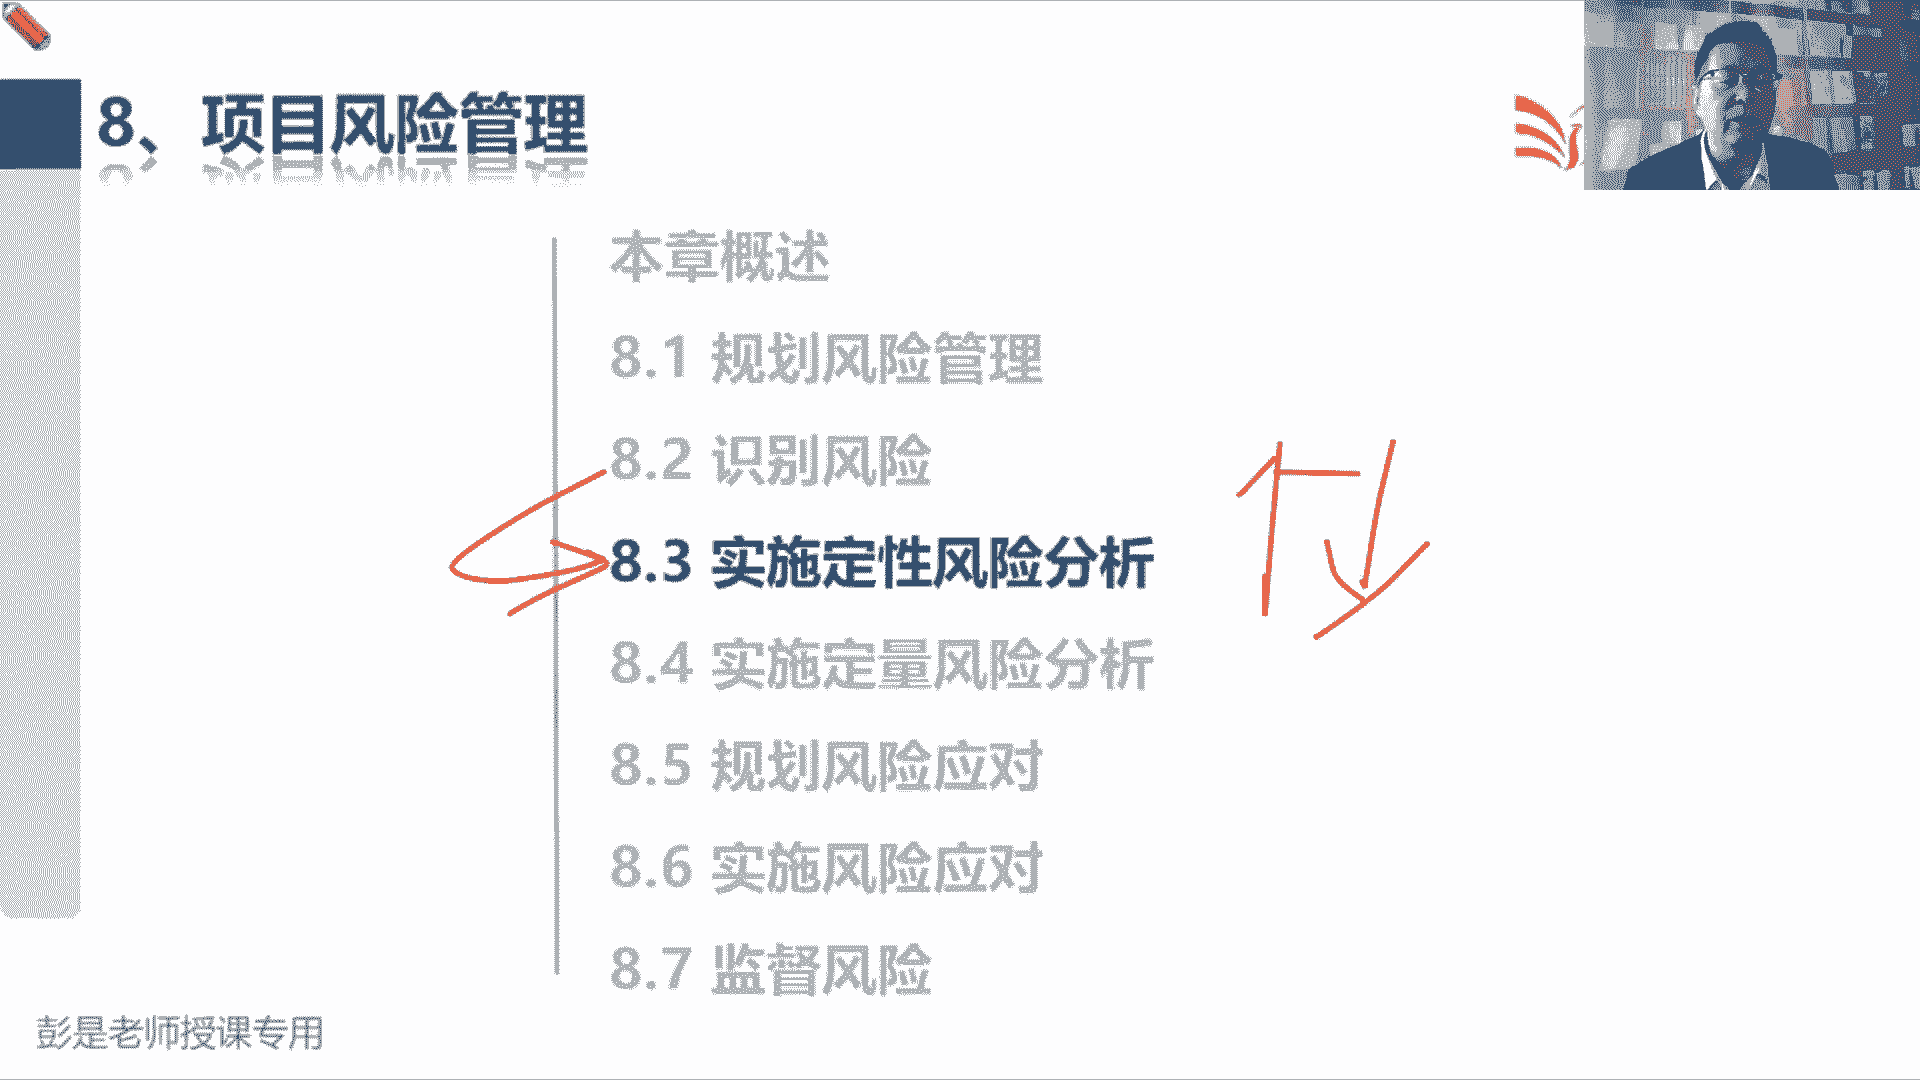 8、项目风险管理
本章概述
8.1 规划风险管理
8.2 识别风险
8.3 实施定性风险分析
8.4 实施定量风险分析
8.5 规划风险应对
8.6 实施风险应对
8.7 监督风险
彭是老师授课专用